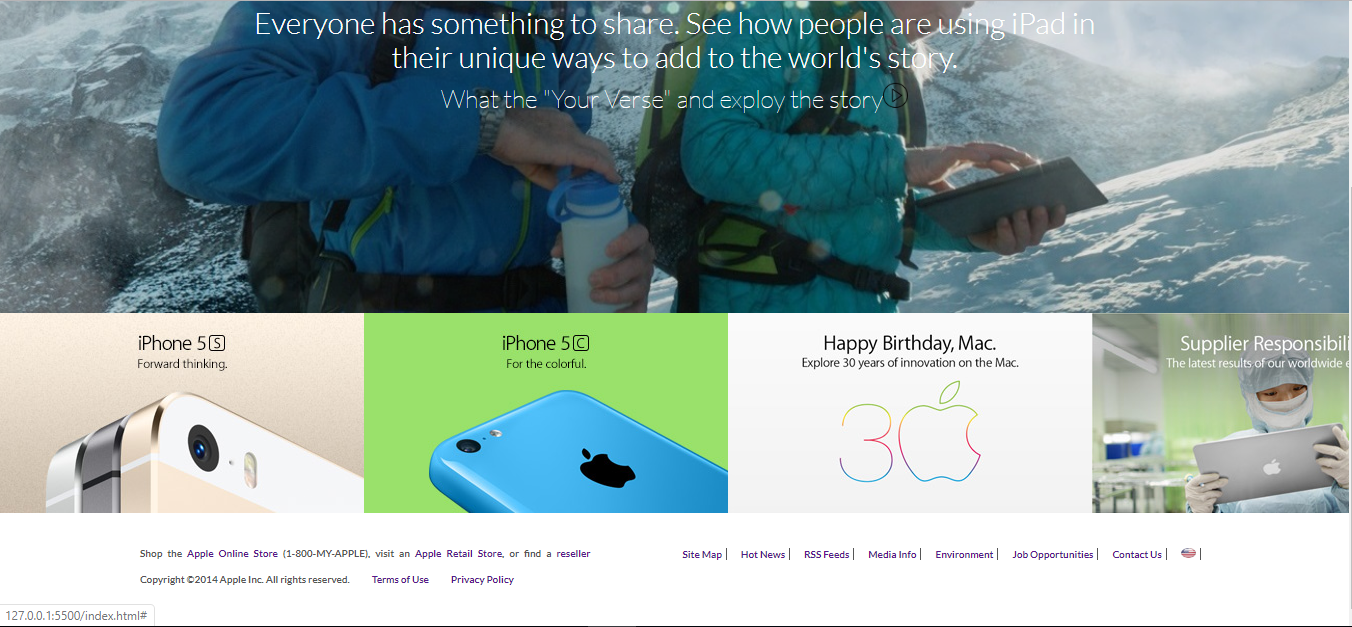 Everyone has something to share. See how people are using iPad in
their unique ways to add to the world's story.
What the "Your Verse" and exploy the story
iPhone 5 S
Forward thinking.
iPhone 5 C
For the colorful.
Happy Birthday, Mac.
Explore 30 years of innovation on the Mac.
30
Supplier Responsibili
The latest results of our worldwide e
Shop the Apple Online Store (1-800-MY-APPLE), visit an Apple Retail Store, or find a reseller
Site Map | Hot News | RSS Feeds | Media Info | Environment | Job Opportunities | Contact Us | |
Copyright ©2014 Apple Inc. All rights reserved. Terms of Use Privacy Policy
127.0.0.1:5500/index.html#